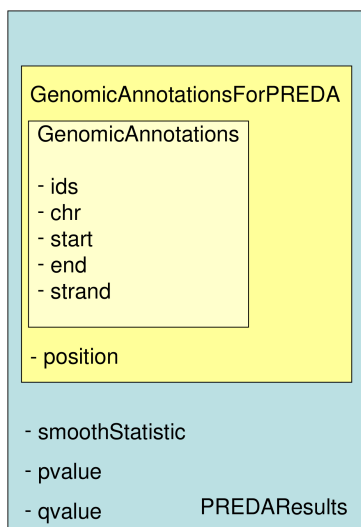 GenomicAnnotationsForPREDA
GenomicAnnotations
- ids
- chr
- start
- end
- strand
- position
- smoothStatistic
- pvalue
- qvalue
PREDAResults